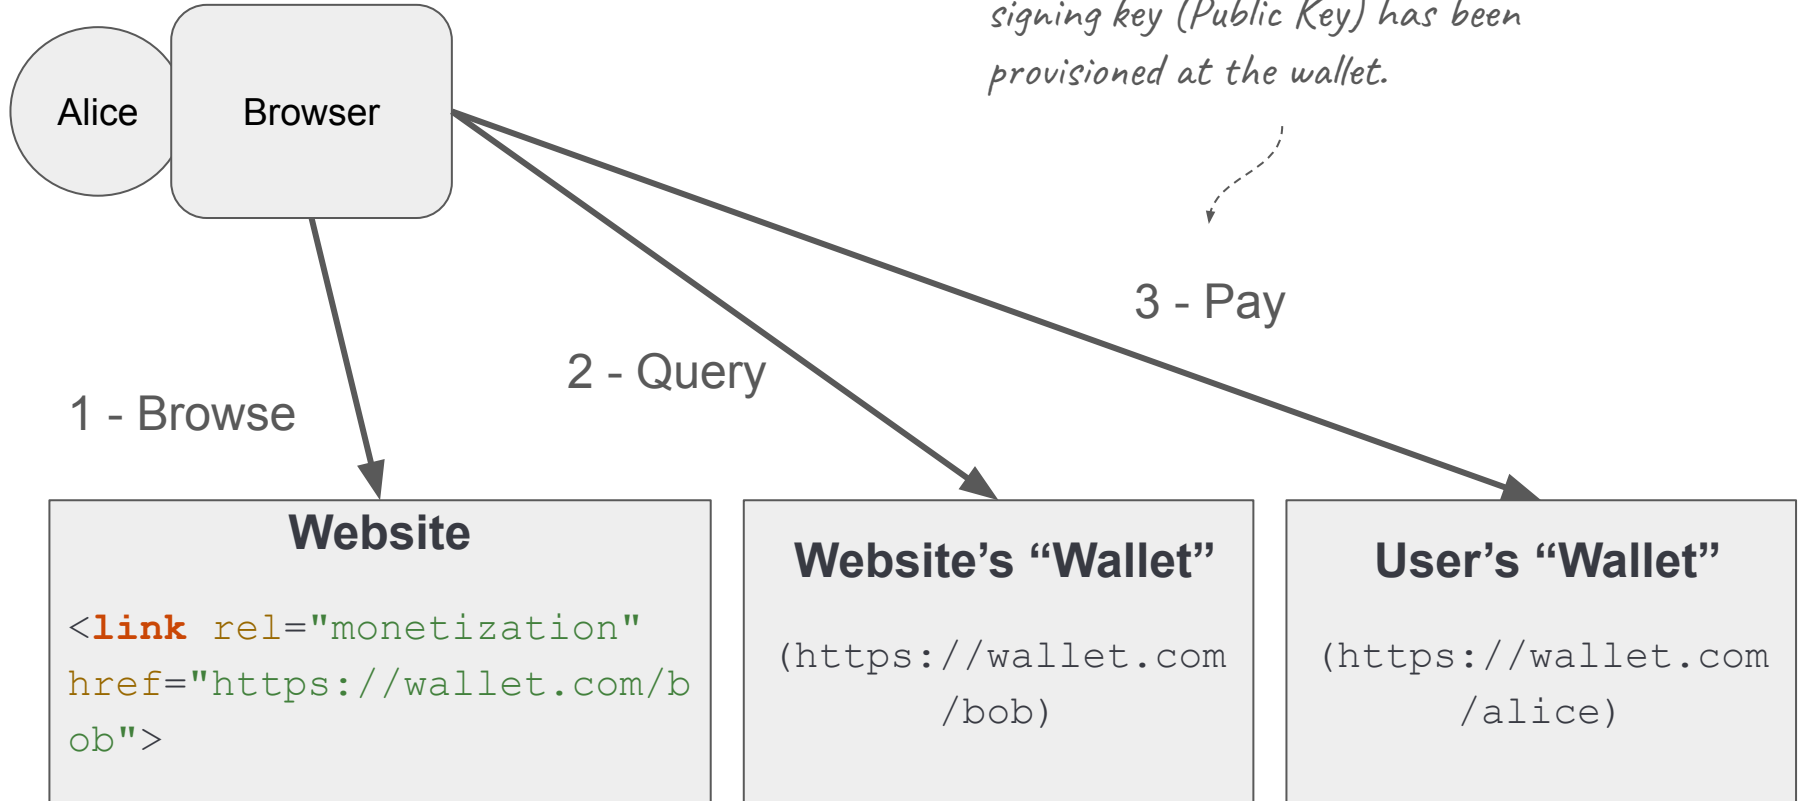 signing key (Public Key) has been
provisioned at the wallet.
Alice
Browser
3 - Pay
2 - Query
1 - Browse
Website
<link rel="monetization"
href="https://wallet.com/b
ob">
Website’s “Wallet”
(https://wallet.com
/bob)
User’s “Wallet”
(https://wallet.com
/alice)